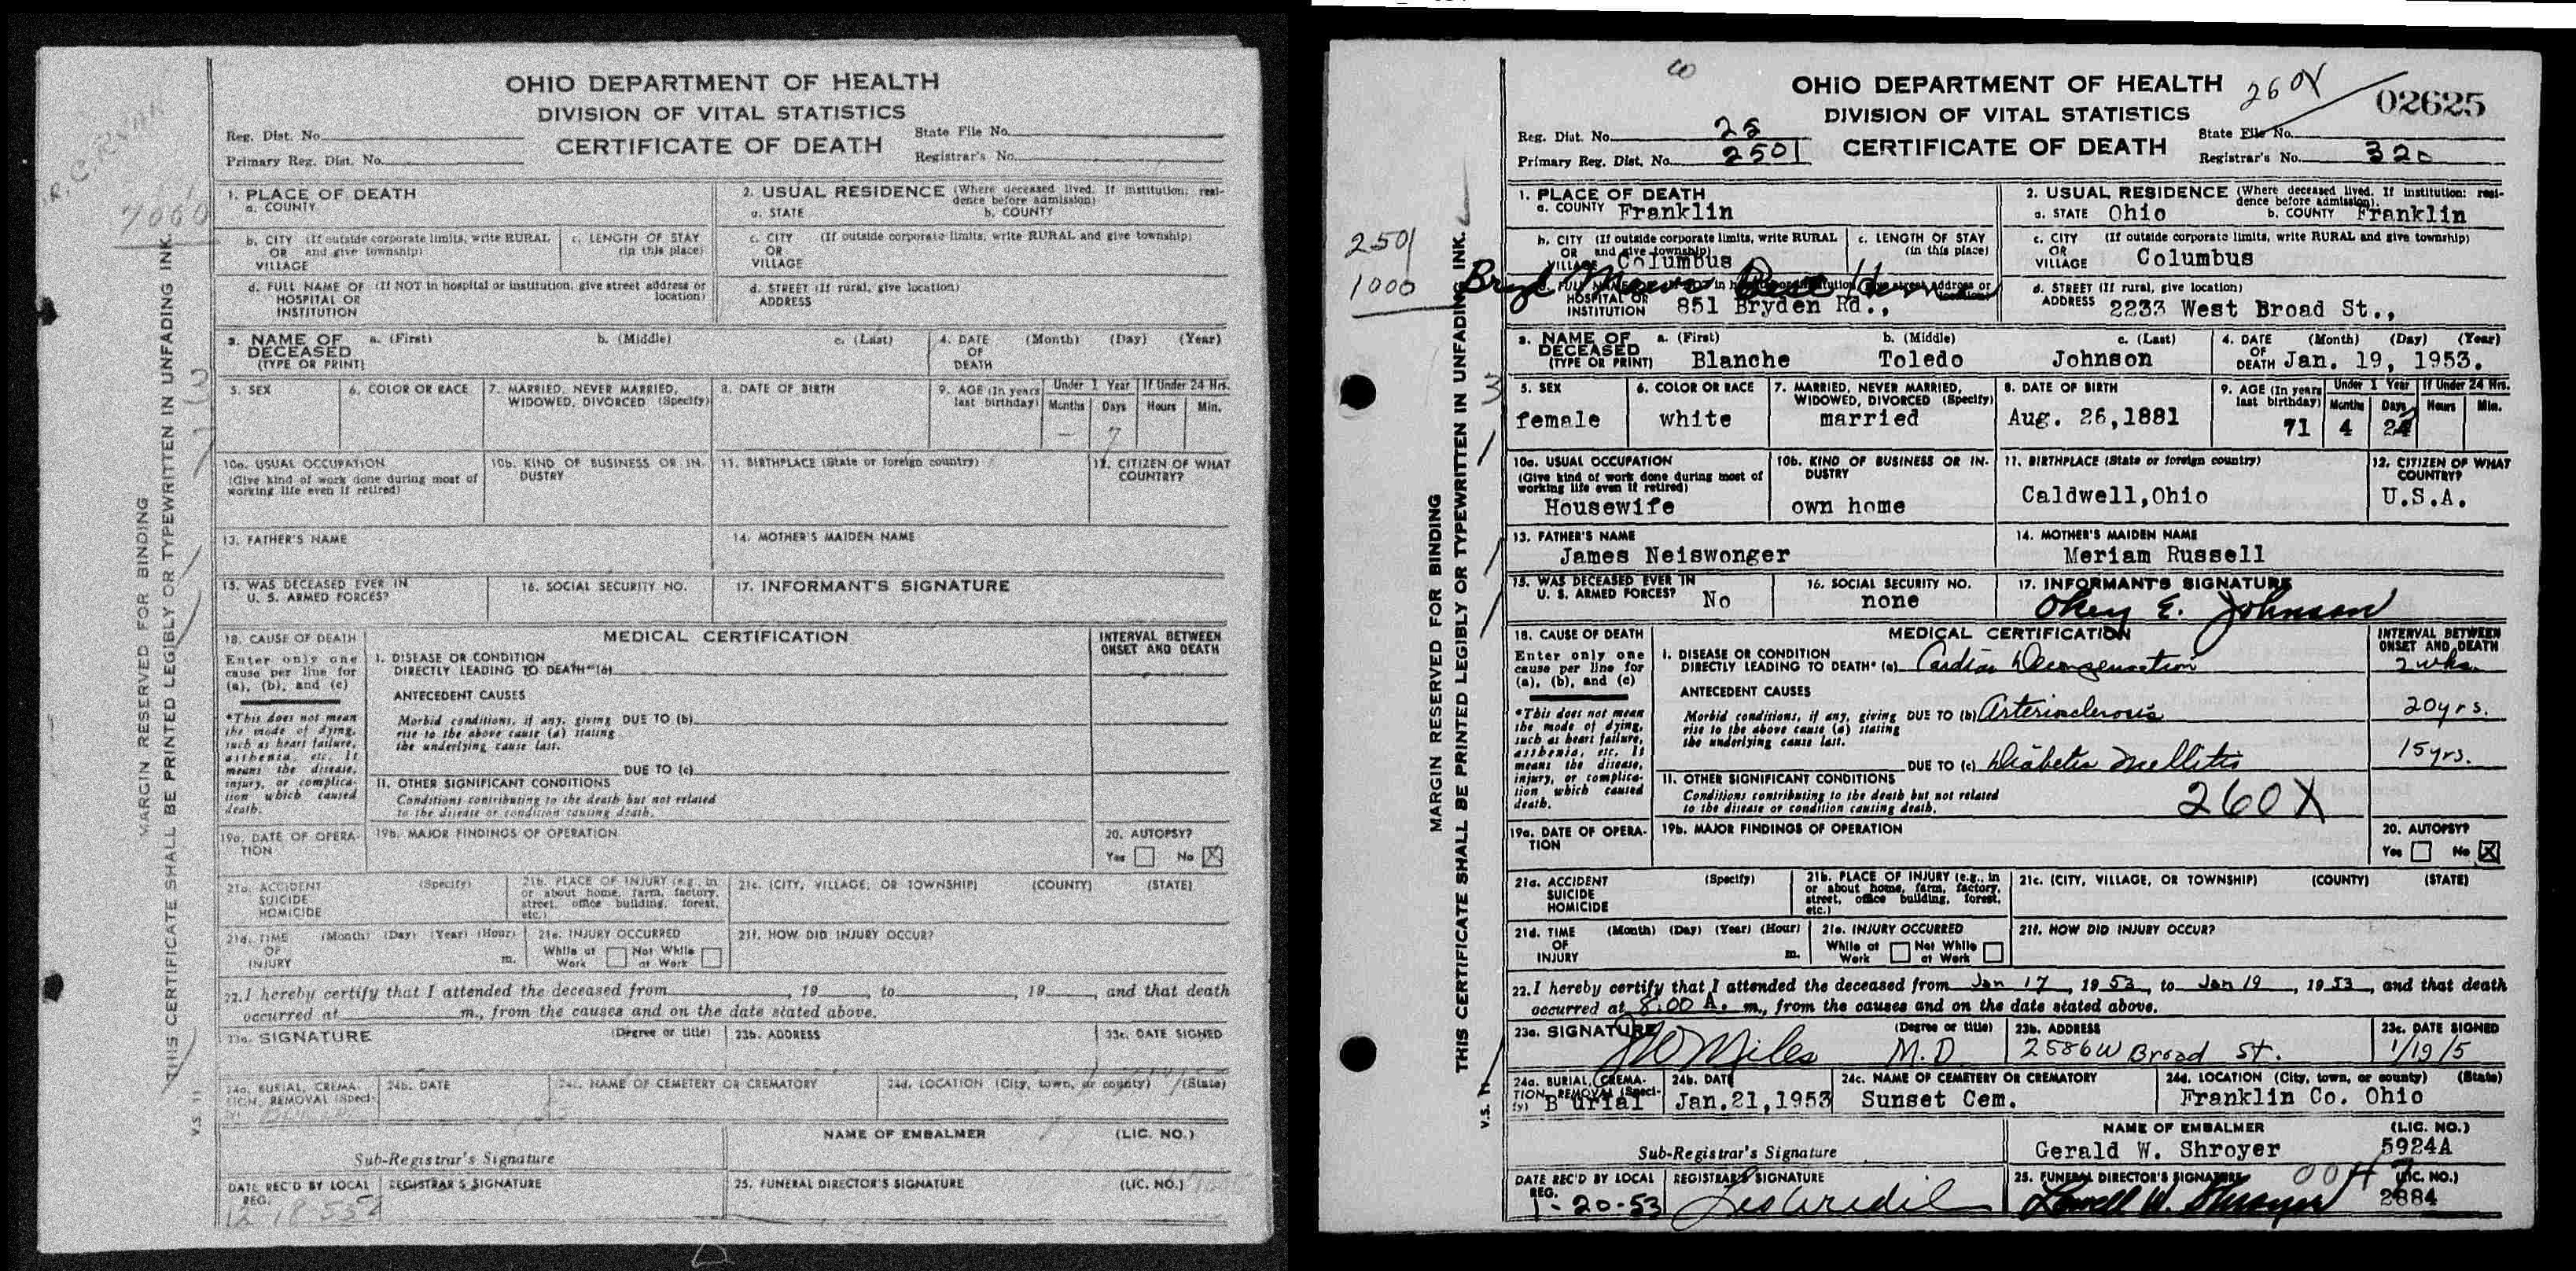 R. C. RYAN
7000
MARGIN RESERVED FOR BINDING
THIS CERTIFICATE SHALL BE PRINTED LEGIBLY OR TYPEWRITTEN IN UNFADING INK.
V.S. 11
OHIO DEPARTMENT OF HEALTH
DIVISION OF VITAL STATISTICS
CERTIFICATE OF DEATH
Reg. Dist. No.
Primary Reg. Dist. No.
State File No.
Registrar's No.
1. PLACE OF DEATH
a. COUNTY
2. USUAL RESIDENCE (Where deceased lived. If institution: resi-
dence before admission)
a. STATE b. COUNTY
b. CITY (If outside corporate limits, write RURAL
OR and give township)
VILLAGE
c. LENGTH OF STAY
(in this place)
c. CITY (If outside corporate limits, write RURAL and give township)
OR
VILLAGE
d. FULL NAME OF (If NOT in hospital or institution, give street address or
HOSPITAL OR location)
INSTITUTION
d. STREET (If rural, give location)
ADDRESS
3. NAME OF a. (First) b. (Middle) c. (Last)
DECEASED
(TYPE OR PRINT)
4. DATE (Month) (Day) (Year)
OF
DEATH
5. SEX
6. COLOR OR RACE
7. MARRIED, NEVER MARRIED,
WIDOWED, DIVORCED (Specify)
8. DATE OF BIRTH
9. AGE (In years
last birthday)
Under 1 Year If Under 24 Hrs.
Months Days Hours Min.
— 7
10a. USUAL OCCUPATION
(Give kind of work done during most of
working life even if retired)
10b. KIND OF BUSINESS OR IN-
DUSTRY
11. BIRTHPLACE (State or foreign country)
12. CITIZEN OF WHAT
COUNTRY?
13. FATHER'S NAME
14. MOTHER'S MAIDEN NAME
15. WAS DECEASED EVER IN
U. S. ARMED FORCES?
16. SOCIAL SECURITY NO.
17. INFORMANT'S SIGNATURE
18. CAUSE OF DEATH
Enter only one
cause per line for
(a), (b), and (c)
*This does not mean
the mode of dying,
such as heart failure,
asthenia, etc. It
means the disease,
injury, or complica-
tion which caused
death.
MEDICAL CERTIFICATION
INTERVAL BETWEEN
ONSET AND DEATH
I. DISEASE OR CONDITION
DIRECTLY LEADING TO DEATH* (a)
ANTECEDENT CAUSES
Morbid conditions, if any, giving DUE TO (b)
rise to the above cause (a) stating
the underlying cause last.
DUE TO (c)
II. OTHER SIGNIFICANT CONDITIONS
Conditions contributing to the death but not related
to the disease or condition causing death.
19a. DATE OF OPERA-
TION
19b. MAJOR FINDINGS OF OPERATION
20. AUTOPSY?
Yes No X
21a. ACCIDENT (Specify)
SUICIDE
HOMICIDE
21b. PLACE OF INJURY (e.g., in
or about home, farm, factory,
street, office building, forest,
etc.)
21c. (CITY, VILLAGE, OR TOWNSHIP) (COUNTY) (STATE)
21d. TIME (Month) (Day) (Year) (Hour)
OF
INJURY m.
21e. INJURY OCCURRED
While at Not While
Work at Work
21f. HOW DID INJURY OCCUR?
22. I hereby certify that I attended the deceased from , 19 , to , 19 , and that death
occurred at m., from the causes and on the date stated above.
23a. SIGNATURE (Degree or title)
23b. ADDRESS
23c. DATE SIGNED
24a. BURIAL, CREMA-
TION, REMOVAL (Speci-
fy)
24b. DATE
24c. NAME OF CEMETERY OR CREMATORY
24d. LOCATION (City, town, or county) (State)
NAME OF EMBALMER (LIC. NO.)
Sub-Registrar's Signature
DATE REC'D BY LOCAL
REG.
12 18-53
REGISTRAR'S SIGNATURE
25. FUNERAL DIRECTOR'S SIGNATURE (LIC. NO.)
2501
1000
3
MARGIN RESERVED FOR BINDING
THIS CERTIFICATE SHALL BE PRINTED LEGIBLY OR TYPEWRITTEN IN UNFADING INK.
V.S. 11
OHIO DEPARTMENT OF HEALTH
DIVISION OF VITAL STATISTICS
CERTIFICATE OF DEATH
260X
02625
Reg. Dist. No. 25
Primary Reg. Dist. No. 2501
State File No.
Registrar's No. 320
1. PLACE OF DEATH
a. COUNTY Franklin
2. USUAL RESIDENCE (Where deceased lived. If institution: resi-
dence before admission).
a. STATE Ohio b. COUNTY Franklin
b. CITY (If outside corporate limits, write RURAL
OR and give township)
VILLAGE Columbus
c. LENGTH OF STAY
(in this place)
c. CITY (If outside corporate limits, write RURAL and give township)
OR
VILLAGE Columbus
d. FULL NAME OF (If NOT in hospital or institution, give street address or
HOSPITAL OR location)
INSTITUTION 851 Bryden Rd.,
d. STREET (If rural, give location)
ADDRESS 2233 West Broad St.,
3. NAME OF a. (First) b. (Middle) c. (Last)
DECEASED
(TYPE OR PRINT) Blanche Toledo Johnson
4. DATE (Month) (Day) (Year)
OF
DEATH Jan. 19, 1953.
5. SEX
female
6. COLOR OR RACE
white
7. MARRIED, NEVER MARRIED,
WIDOWED, DIVORCED (Specify)
married
8. DATE OF BIRTH
Aug. 26,1881
9. AGE (In years
last birthday)
71
Under 1 Year If Under 24 Hrs.
Months Days Hours Min.
4
10a. USUAL OCCUPATION
(Give kind of work done during most of
working life even if retired)
Housewife
10b. KIND OF BUSINESS OR IN-
DUSTRY
own home
11. BIRTHPLACE (State or foreign country)
Caldwell,Ohio
12. CITIZEN OF WHAT
COUNTRY?
U.S.A.
13. FATHER'S NAME
James Neiswonger
14. MOTHER'S MAIDEN NAME
Meriam Russell
15. WAS DECEASED EVER IN
U. S. ARMED FORCES? No
16. SOCIAL SECURITY NO.
none
17. INFORMANT'S SIGNATURE
Okey E. Johnson
18. CAUSE OF DEATH
Enter only one
cause per line for
(a), (b), and (c)
*This does not mean
the mode of dying,
such as heart failure,
asthenia, etc. It
means the disease,
injury, or complica-
tion which caused
death.
MEDICAL CERTIFICATION
INTERVAL BETWEEN
ONSET AND DEATH
I. DISEASE OR CONDITION
DIRECTLY LEADING TO DEATH* (a) Cardiac Decompensation 2 wks.
ANTECEDENT CAUSES
Morbid conditions, if any, giving DUE TO (b) Arteriosclerosis 20yrs.
rise to the above cause (a) stating
the underlying cause last.
DUE TO (c) Diabetes Mellitis 15yrs.
II. OTHER SIGNIFICANT CONDITIONS
Conditions contributing to the death but not related
to the disease or condition causing death.
260X
19a. DATE OF OPERA-
TION
19b. MAJOR FINDINGS OF OPERATION
20. AUTOPSY?
Yes No X
21a. ACCIDENT (Specify)
SUICIDE
HOMICIDE
21b. PLACE OF INJURY (e.g., in
or about home, farm, factory,
street, office building, forest,
etc.)
21c. (CITY, VILLAGE, OR TOWNSHIP) (COUNTY) (STATE)
21d. TIME (Month) (Day) (Year) (Hour)
OF
INJURY m.
21e. INJURY OCCURRED
While at Not While
Work at Work
21f. HOW DID INJURY OCCUR?
22. I hereby certify that I attended the deceased from Jan 17, 1953, to Jan 19, 1953, and that death
occurred at 8:00 A. m., from the causes and on the date stated above.
23a. SIGNATURE (Degree or title)
Miles M.D
23b. ADDRESS
2586W Broad St.
23c. DATE SIGNED
1/19/5
24a. BURIAL, CREMA-
TION, REMOVAL (Speci-
fy) Burial
24b. DATE
Jan.21,1953
24c. NAME OF CEMETERY OR CREMATORY
Sunset Cem.
24d. LOCATION (City, town, or county) (State)
Franklin Co. Ohio
NAME OF EMBALMER (LIC. NO.)
Sub-Registrar's Signature
Gerald W. Shroyer 5924A
DATE REC'D BY LOCAL
REG.
1-20-53
REGISTRAR'S SIGNATURE
25. FUNERAL DIRECTOR'S SIGNATURE (LIC. NO.)
Lowell W. Shroyer 2884